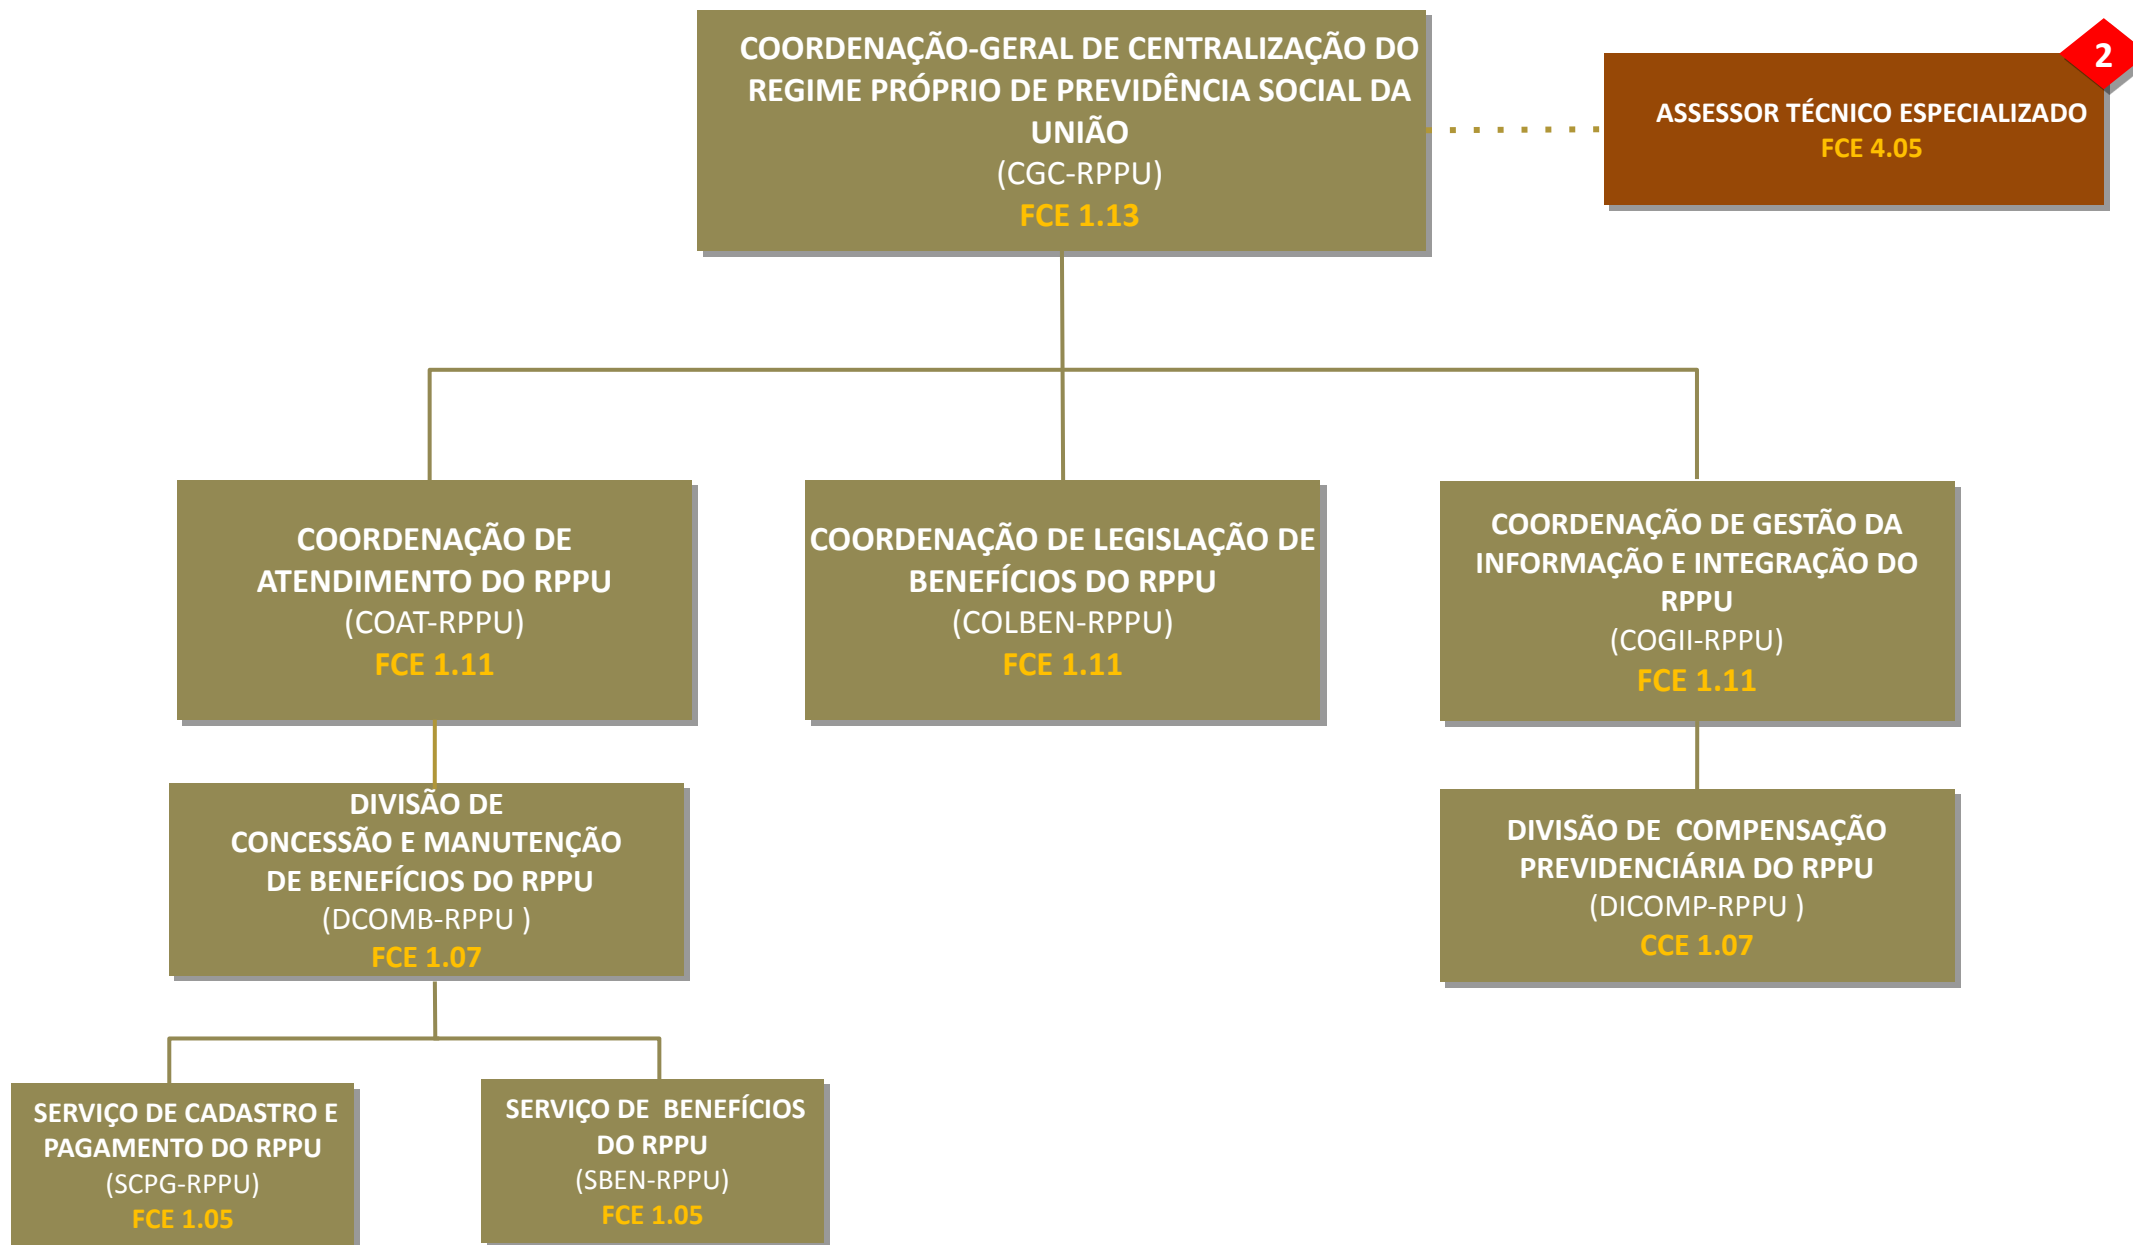 COORDENAÇÃO-GERAL DE CENTRALIZAÇÃO DO
REGIME PRÓPRIO DE PREVIDÊNCIA SOCIAL DA
UNIÃO
(CGC-RPPU)
FCE 1.13
2
ASSESSOR TÉCNICO ESPECIALIZADO
FCE 4.05
COORDENAÇÃO DE
ATENDIMENTO DO RPPU
(COAT-RPPU)
FCE 1.11
COORDENAÇÃO DE LEGISLAÇÃO DE
BENEFÍCIOS DO RPPU
(COLBEN-RPPU)
FCE 1.11
COORDENAÇÃO DE GESTÃO DA
INFORMAÇÃO E INTEGRAÇÃO DO
RPPU
(COGII-RPPU)
FCE 1.11
DIVISÃO DE
CONCESSÃO E MANUTENÇÃO
DE BENEFÍCIOS DO RPPU
(DCOMB-RPPU )
FCE 1.07
DIVISÃO DE  COMPENSAÇÃO
PREVIDENCIÁRIA DO RPPU
(DICOMP-RPPU )
CCE 1.07
SERVIÇO DE CADASTRO E
PAGAMENTO DO RPPU
(SCPG-RPPU)
FCE 1.05
SERVIÇO DE  BENEFÍCIOS
DO RPPU
(SBEN-RPPU)
FCE 1.05